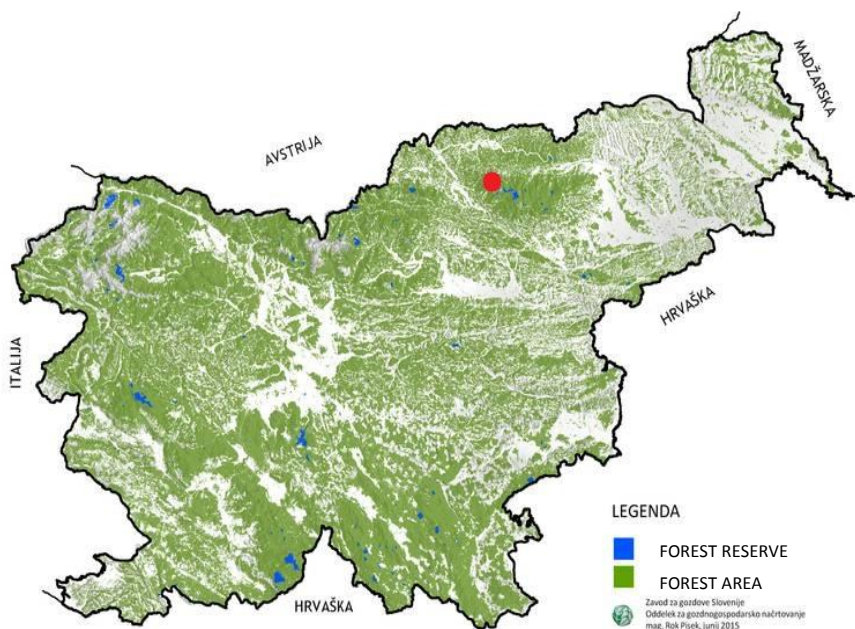 MADŽARSKA
AVSTRIJA
HRVAŠKA
ITALIJA
LEGENDA
FOREST RESERVE
FOREST AREA
HRVAŠKA
Zavod za gozdove Slovenije
Oddelek za gozdnogospodarsko načrtovanje
mag. Rok Pisek, junij 2015